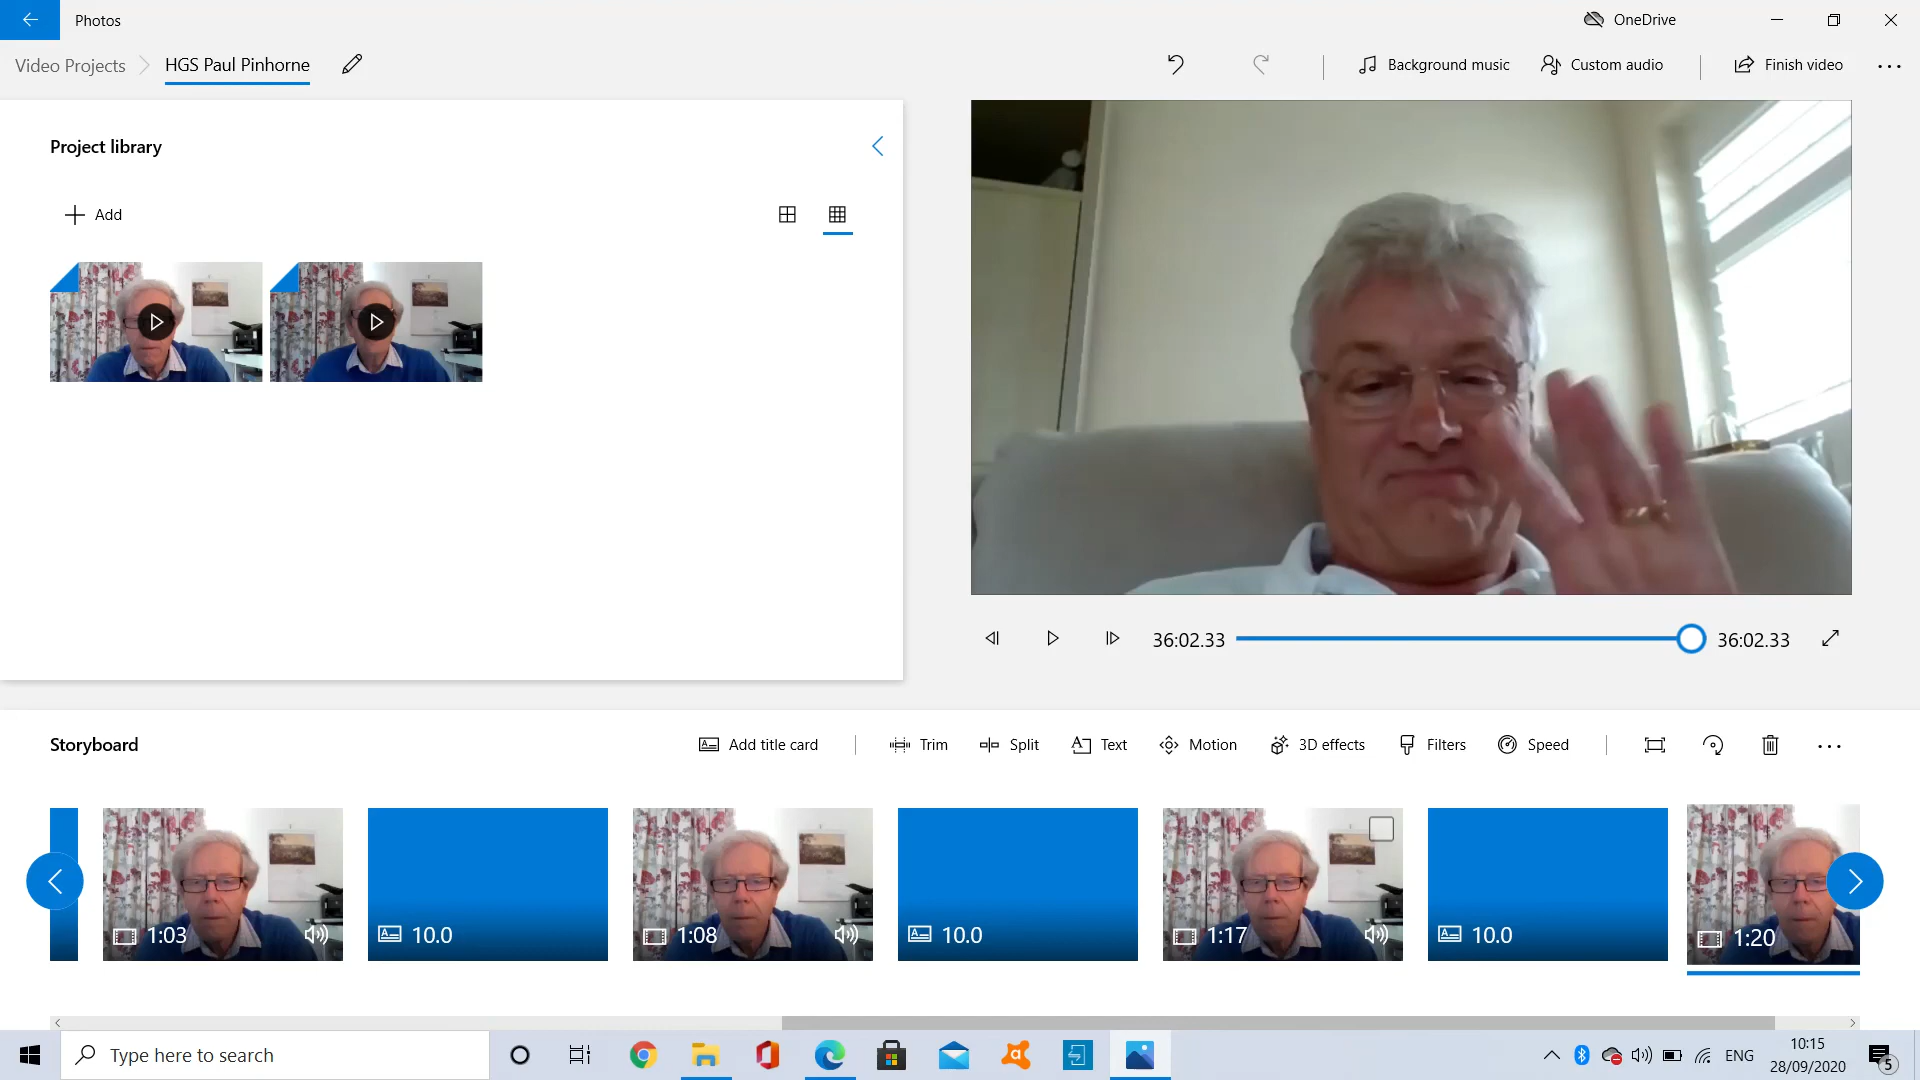 Photos
OneDrive
Video Projects
HGS Paul Pinhorne
Background music
Custom audio
Finish video
Project library
Add
36:02.33
36:02.33
Storyboard
Add title card
Trim
Split
Text
Motion
3D effects
Filters
Speed
1:03
10.0
1:08
10.0
1:17
10.0
1:20
Type here to search
ENG
10:15
28/09/2020
5